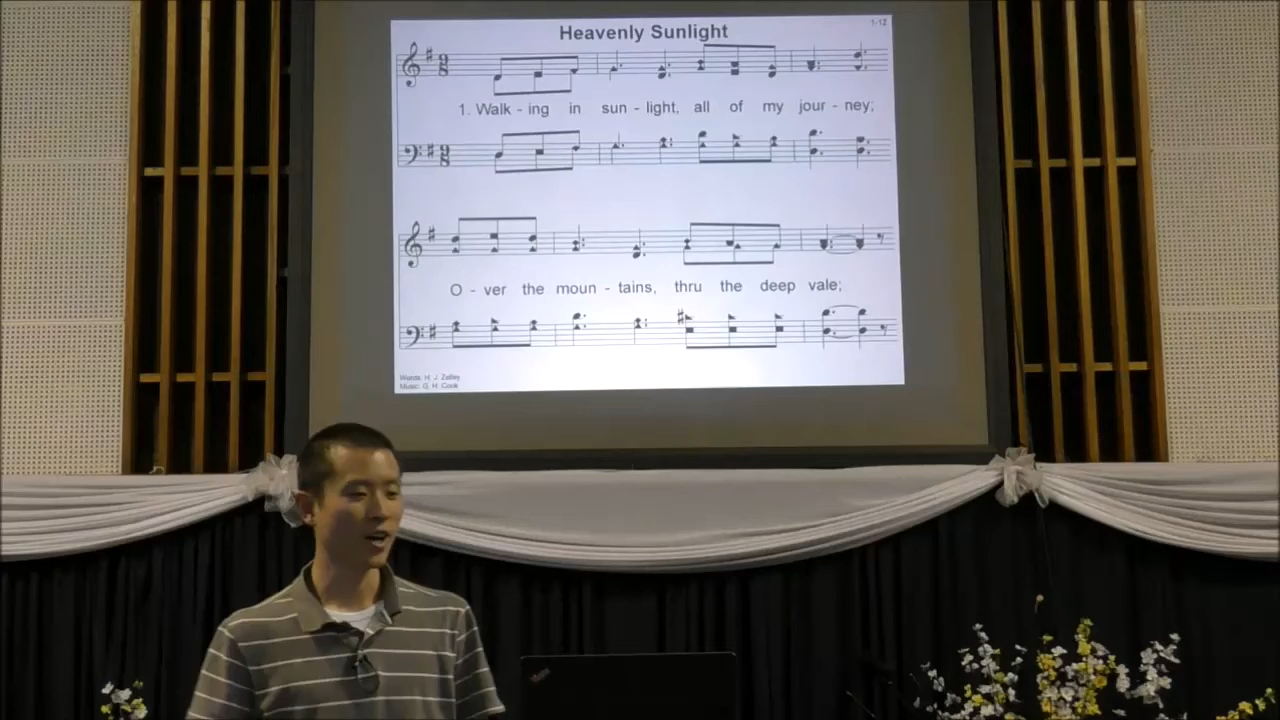 Heavenly Sunlight
1-12
1. Walk - ing in sun - light, all of my jour - ney;
O - ver the moun - tains, thru the deep vale;
Words: H. J. Zelley
Music: G. H. Cook